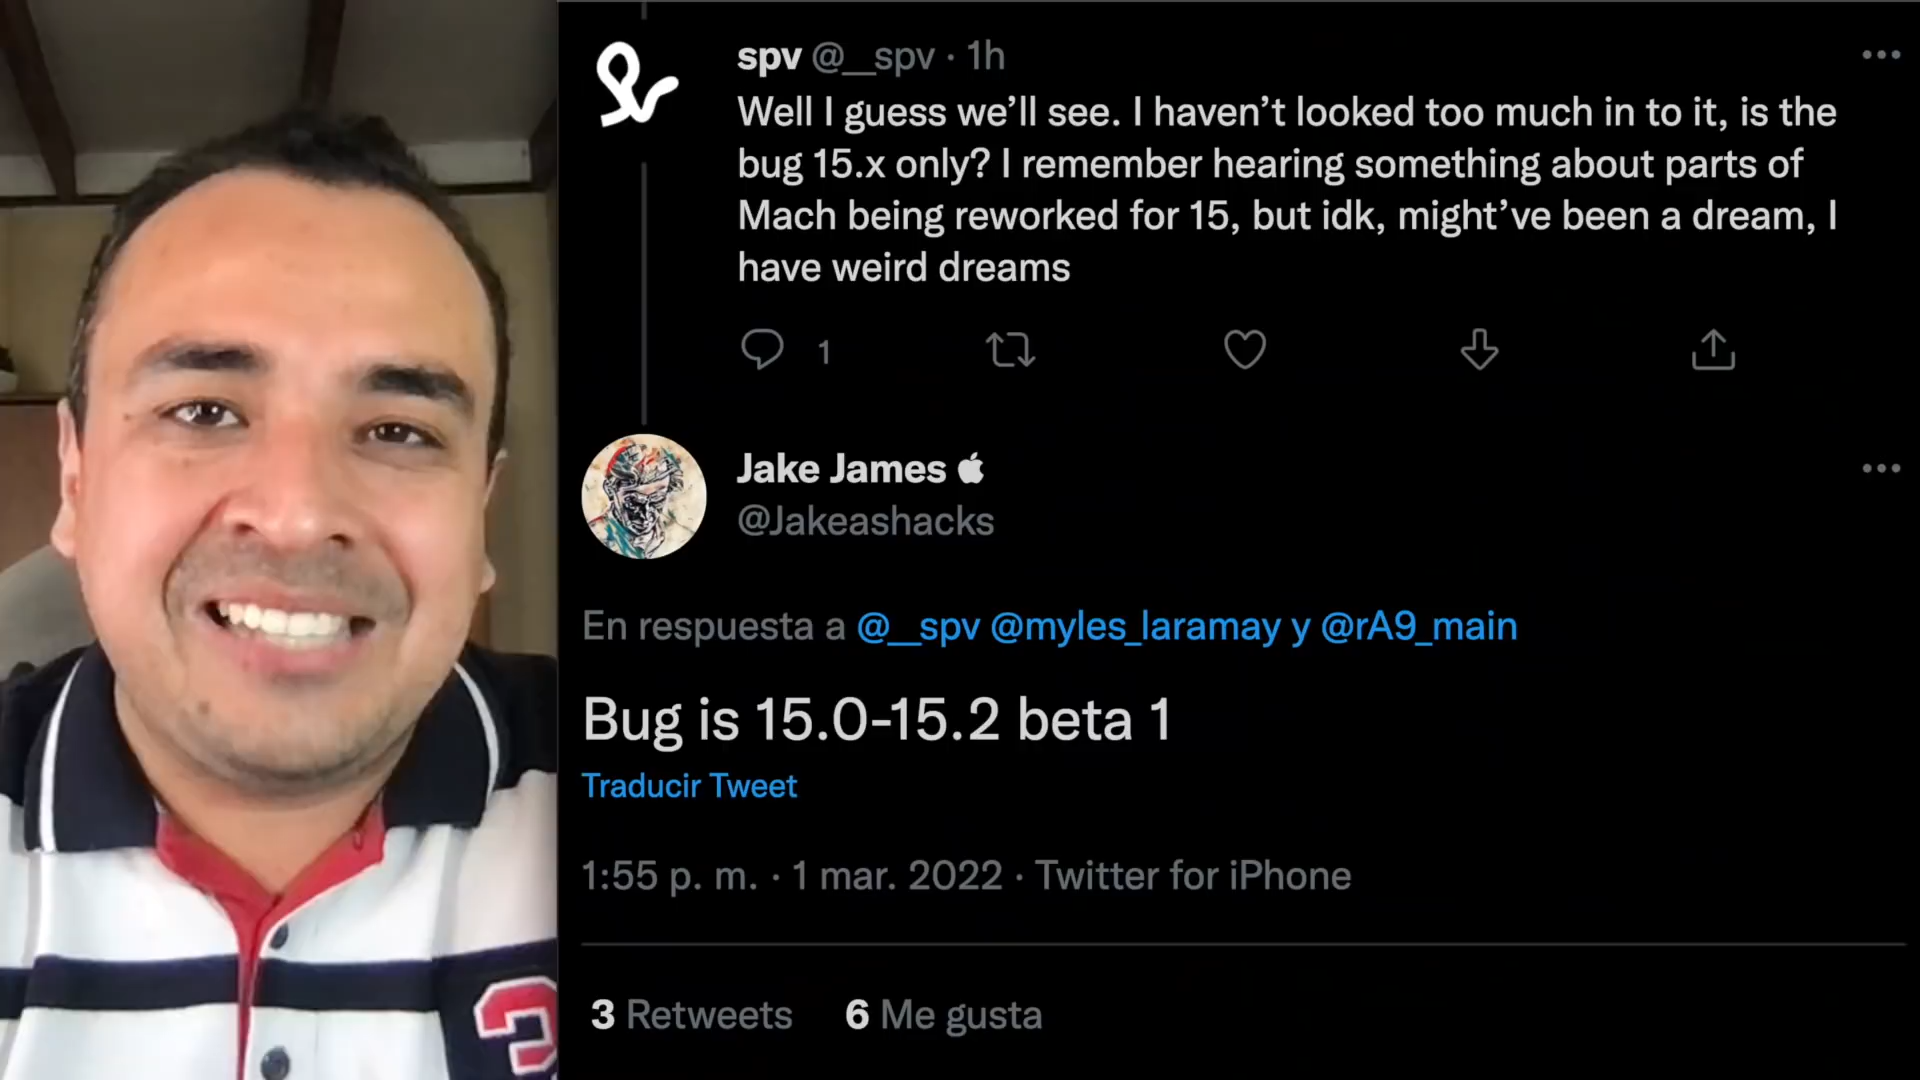 spv @__spv · 1h
Well I guess we’ll see. I haven’t looked too much in to it, is the
bug 15.x only? I remember hearing something about parts of
Mach being reworked for 15, but idk, might’ve been a dream, I
have weird dreams
1
Jake James
@Jakeashacks
En respuesta a @__spv @myles_laramay y @rA9_main
Bug is 15.0-15.2 beta 1
Traducir Tweet
1:55 p. m. · 1 mar. 2022 · Twitter for iPhone
3 Retweets 6 Me gusta
3